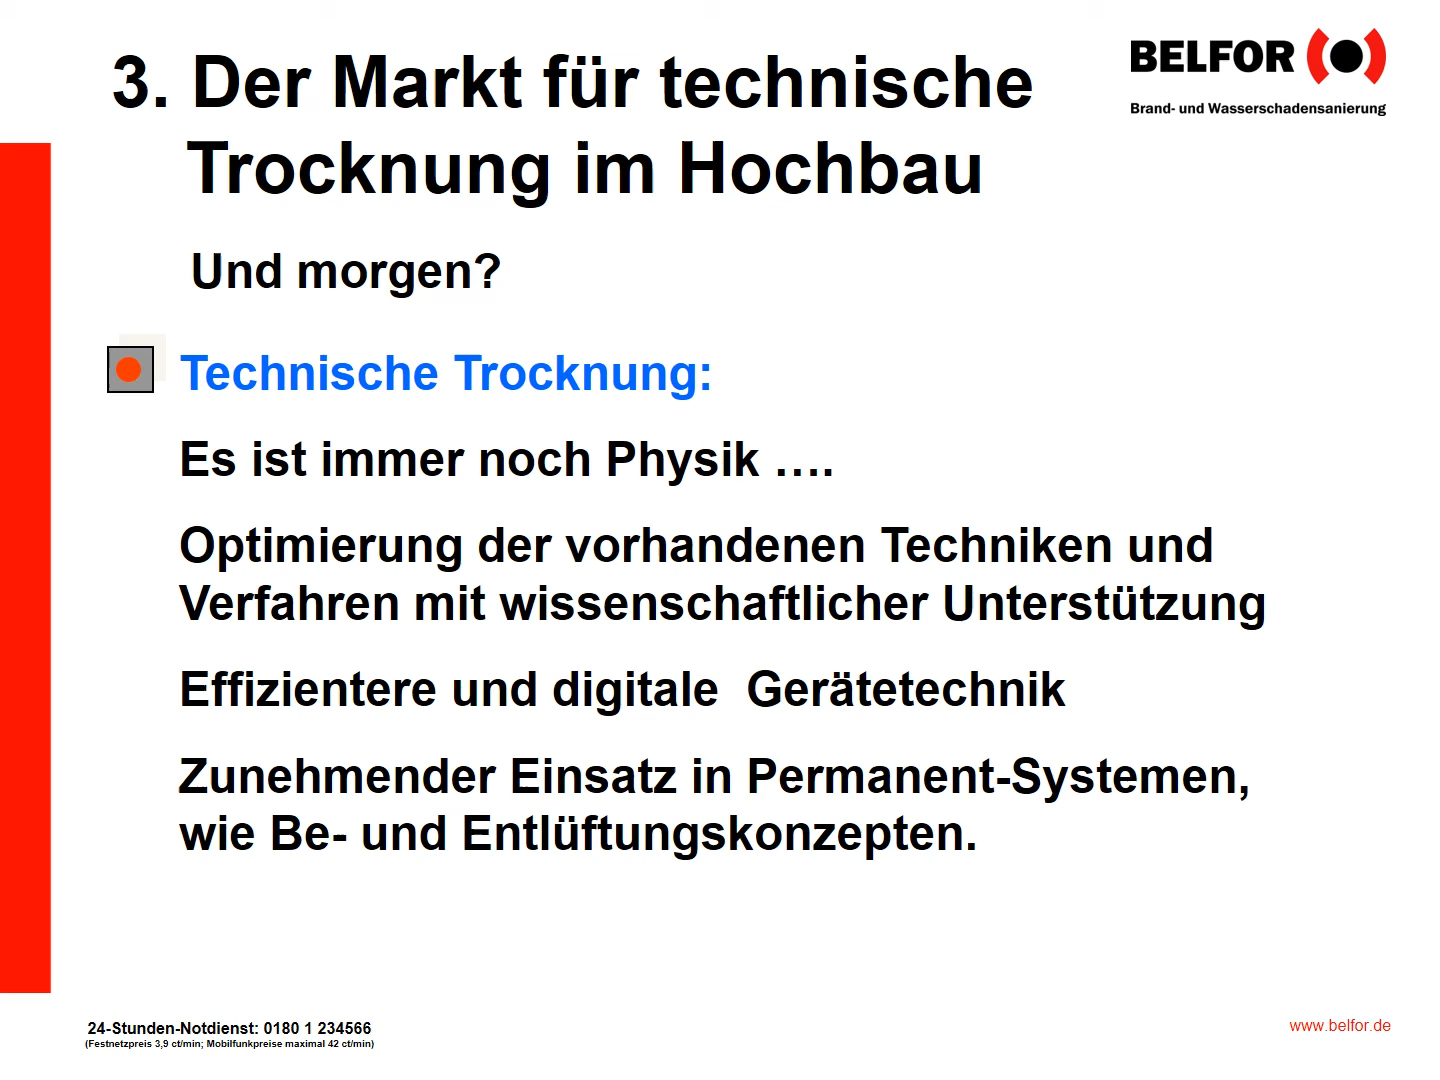 3. Der Markt für technische
Trocknung im Hochbau
BELFOR
Brand- und Wasserschadensanierung
Und morgen?
Technische Trocknung:
Es ist immer noch Physik ….
Optimierung der vorhandenen Techniken und
Verfahren mit wissenschaftlicher Unterstützung
Effizientere und digitale  Gerätetechnik
Zunehmender Einsatz in Permanent-Systemen,
wie Be- und Entlüftungskonzepten.
24-Stunden-Notdienst: 0180 1 234566
(Festnetzpreis 3,9 ct/min; Mobilfunkpreise maximal 42 ct/min)
www.belfor.de